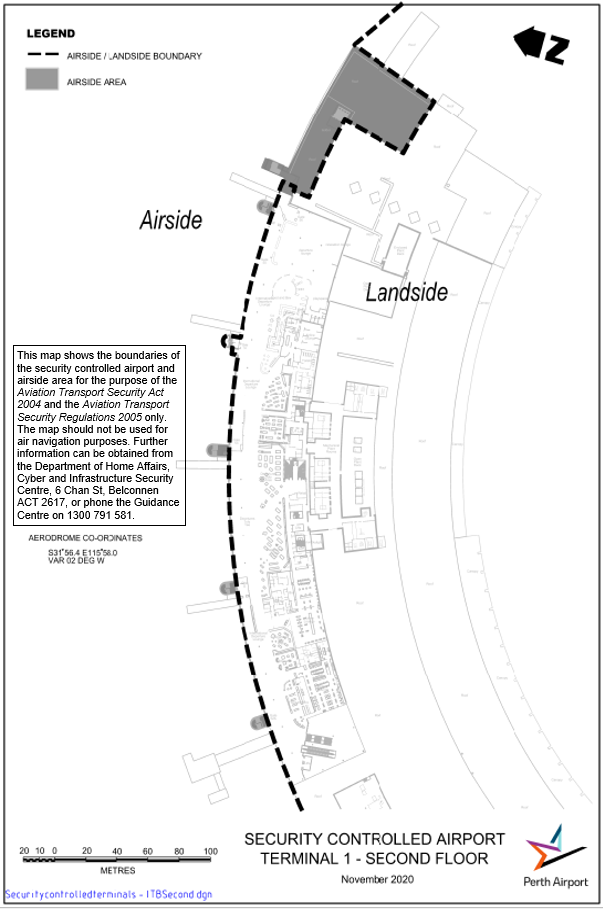 LEGEND
AIRSIDE / LANDSIDE BOUNDARY
AIRSIDE AREA
N
Airside
Landside
This map shows the boundaries of
the security controlled airport and
airside area for the purpose of the
Aviation Transport Security Act
2004 and the Aviation Transport
Security Regulations 2005 only.
The map should not be used for
air navigation purposes. Further
information can be obtained from
the Department of Home Affairs,
Cyber and Infrastructure Security
Centre, 6 Chan St, Belconnen
ACT 2617, or phone the Guidance
Centre on 1300 791 581.
AERODROME CO-ORDINATES
S31°56.4 E115°58.0
VAR 02 DEG W
20 10 0 20 40 60 80 100
METRES
SECURITY CONTROLLED AIRPORT
TERMINAL 1 - SECOND FLOOR
November 2020
Perth Airport
Securitycontrolledterminals - ITBSecond.dgn